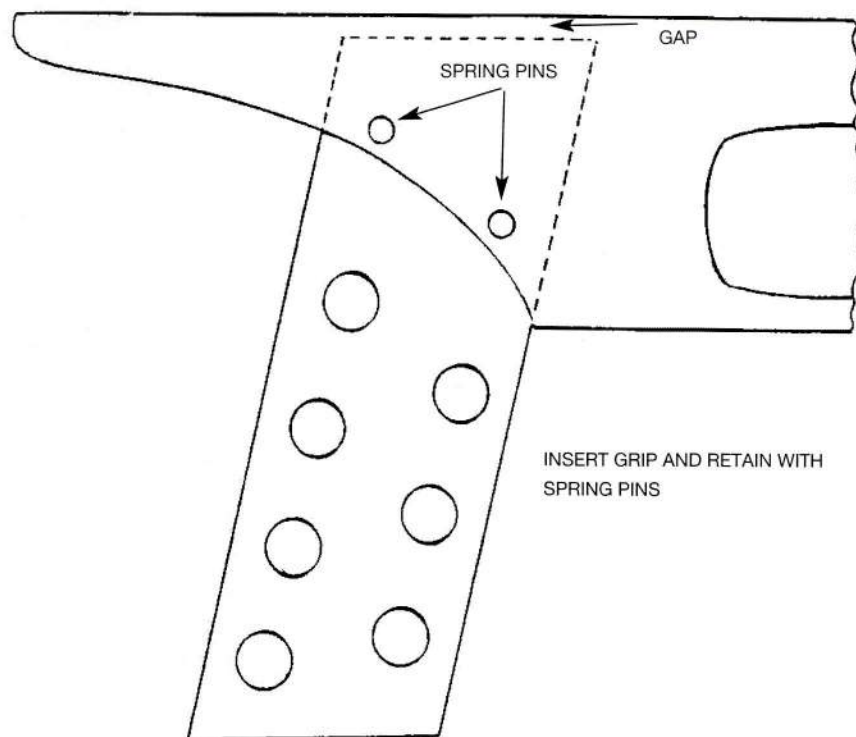 GAP
SPRING PINS
INSERT GRIP AND RETAIN WITH
SPRING PINS